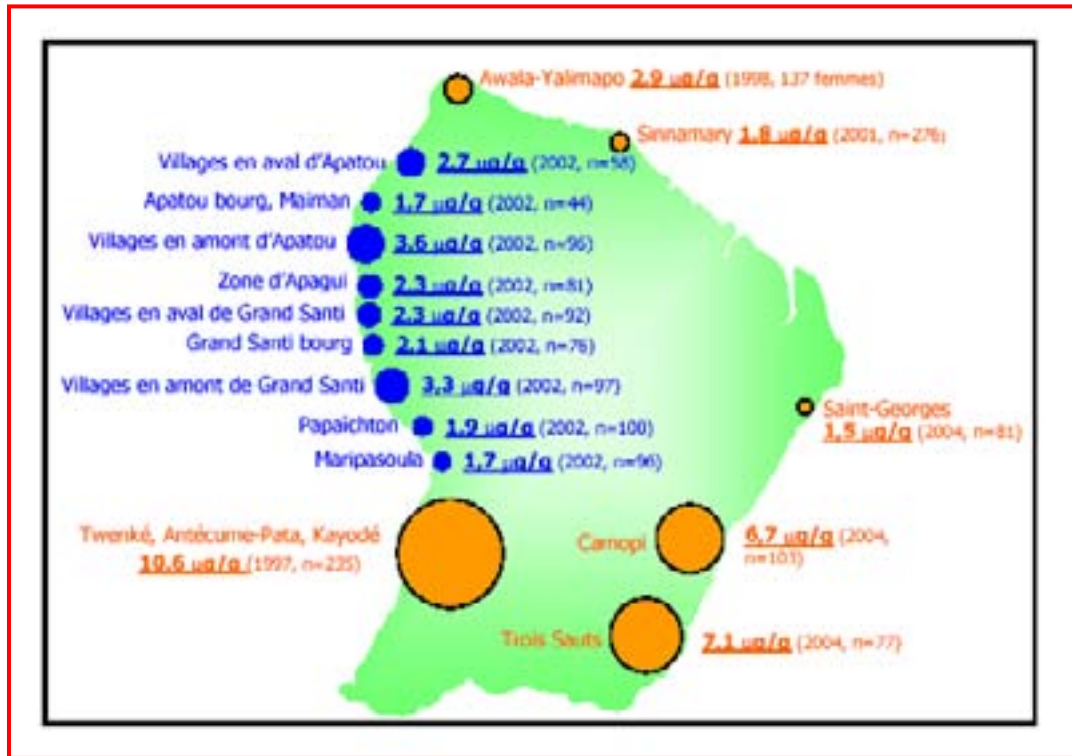 Awala-Yalimapo 2.9 µg/g (1998, 137 femmes)
Sinnamary 1.8 µg/g (2001, n=276)
Villages en aval d'Apatou 2.7 µg/g (2002, n=58)
Apatou bourg, Maiman 1.7 µg/g (2002, n=44)
Villages en amont d'Apatou 3.6 µg/g (2002, n=96)
Zone d'Apagui 2.3 µg/g (2002, n=81)
Villages en aval de Grand Santi 2.3 µg/g (2002, n=92)
Grand Santi bourg 2.1 µg/g (2002, n=76)
Villages en amont de Grand Santi 3,3 µg/g (2002, n=97)
Saint-Georges
1,5 µg/g (2004, n=81)
Papaïchton 1.9 µg/g (2002, n=100)
Maripasoula 1,7 µg/g (2002, n=96)
Twenké, Antécume-Pata, Kayodé
10.6 µg/g (1997, n=235)
Camopi 6,7 µg/g (2004,
n=103)
Trois Sauts 7.1 µg/g (2004, n=77)